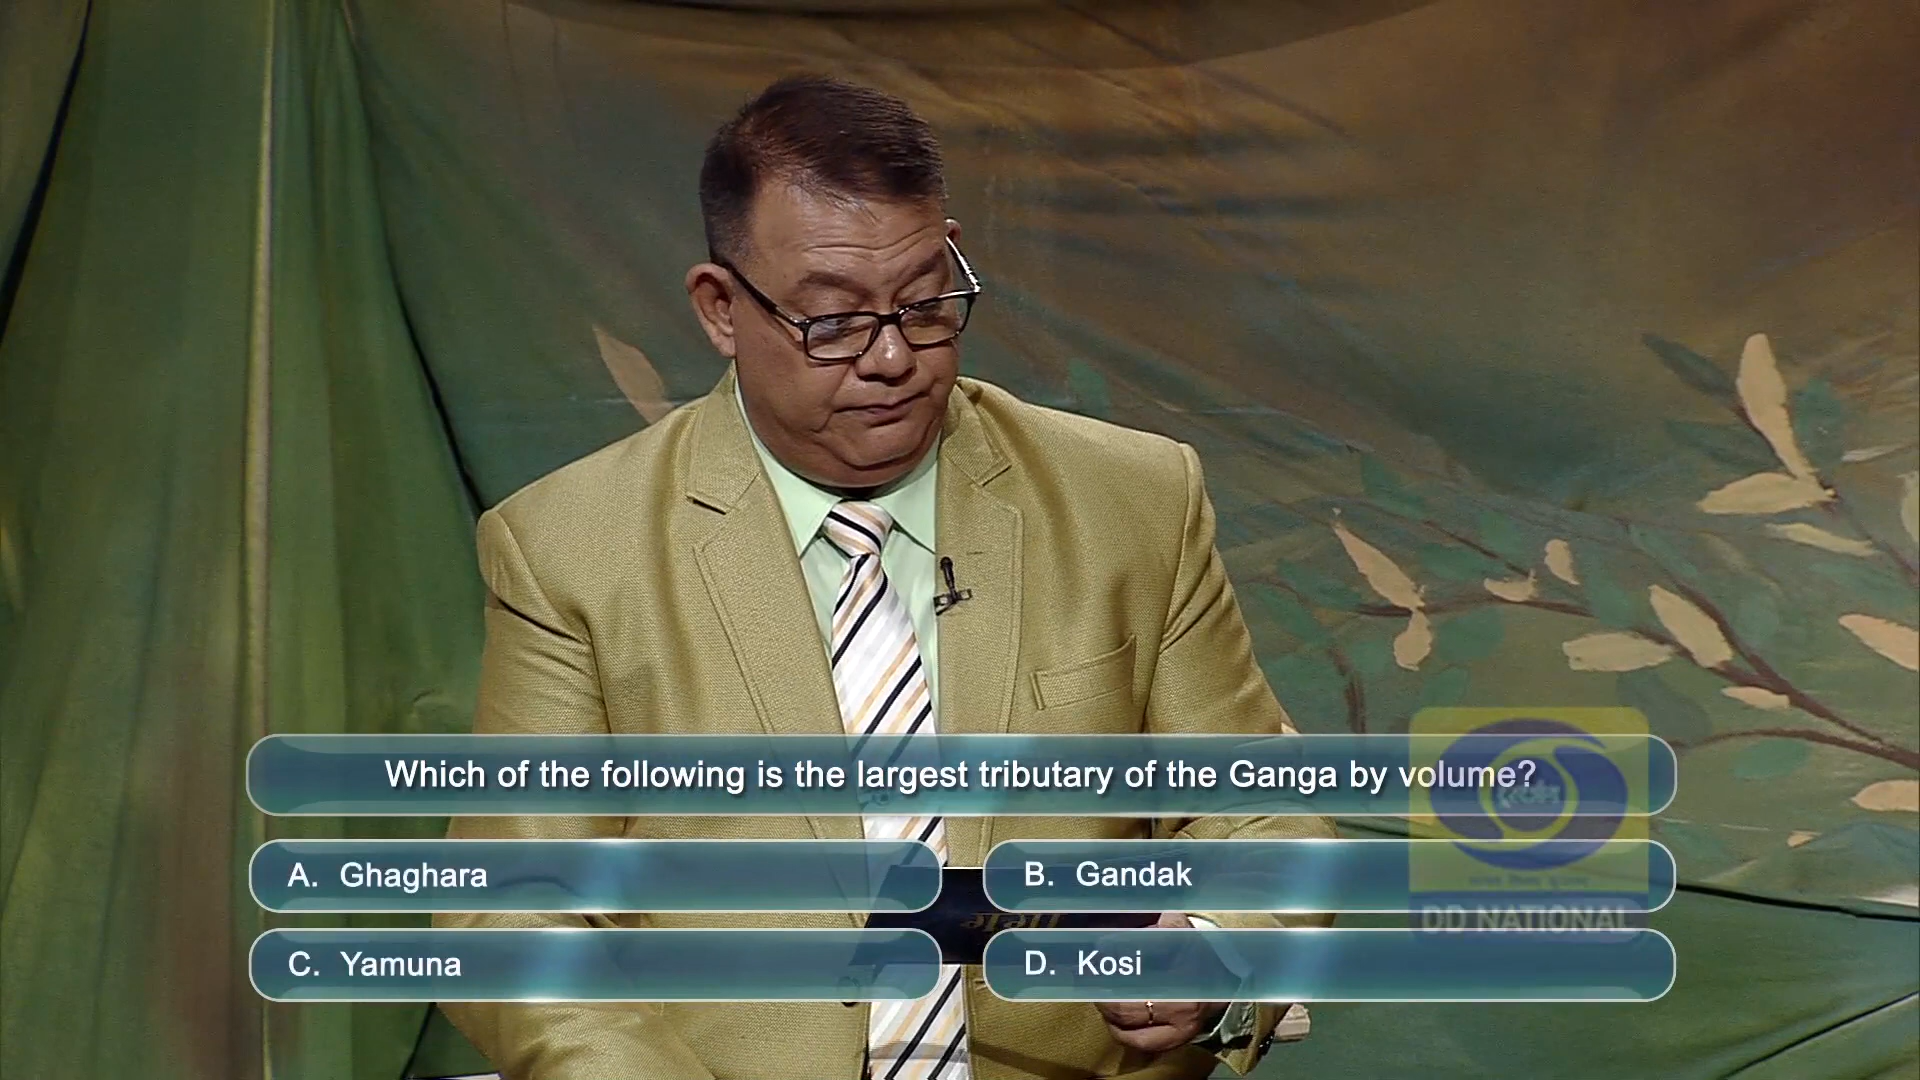 Which of the following is the largest tributary of the Ganga by volume?
A. Ghaghara
B. Gandak
C. Yamuna
D. Kosi
DD NATIONAL